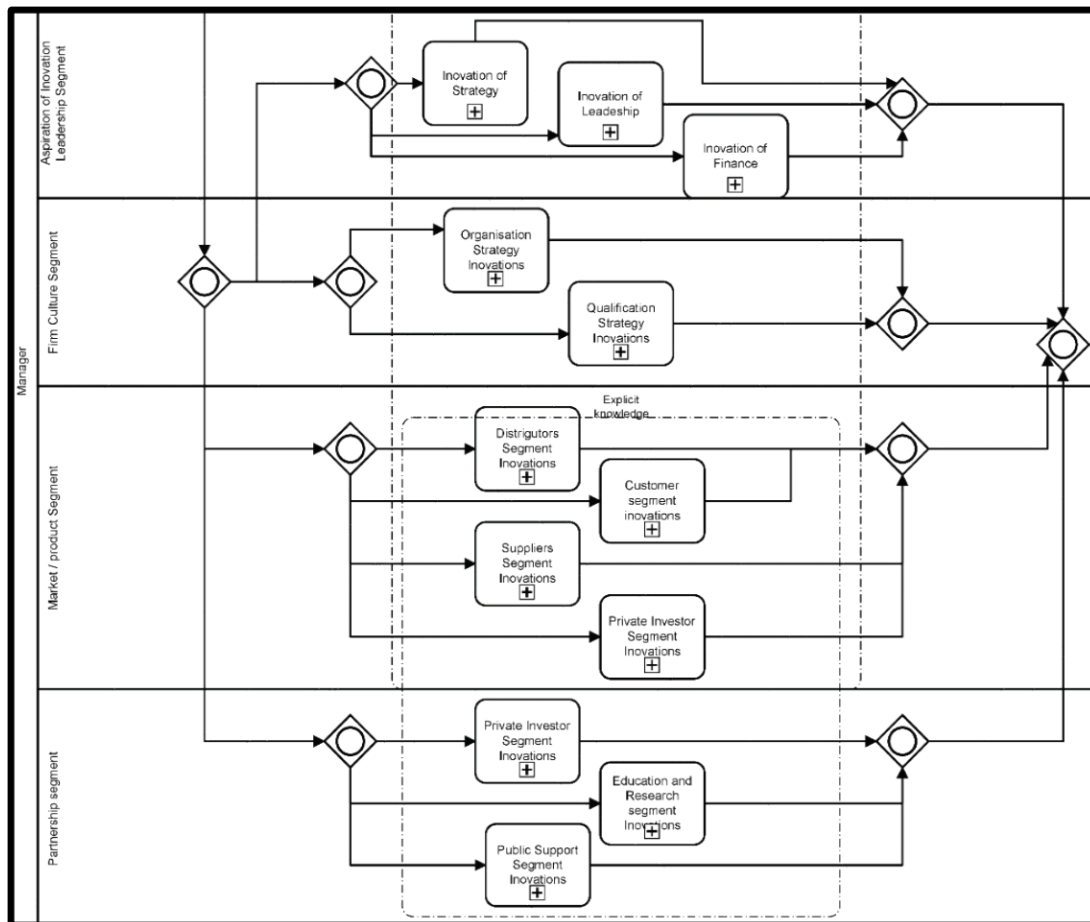 Manager
Aspiration of Inovation
Leadership Segment
Inovation of
Strategy
Inovation of
Leadeship
Inovation of
Finance
Firm Culture Segment
Organisation
Strategy
Inovations
Qualification
Strategy
Inovations
Market / product Segment
Explicit
knowledge
Distrigutors
Segment
Inovations
Customer
segment
inovations
Suppliers
Segment
Inovations
Private Investor
Segment
Inovations
Partnership segment
Private Investor
Segment
Inovations
Education and
Research
segment
Inovations
Public Support
Segment
Inovations